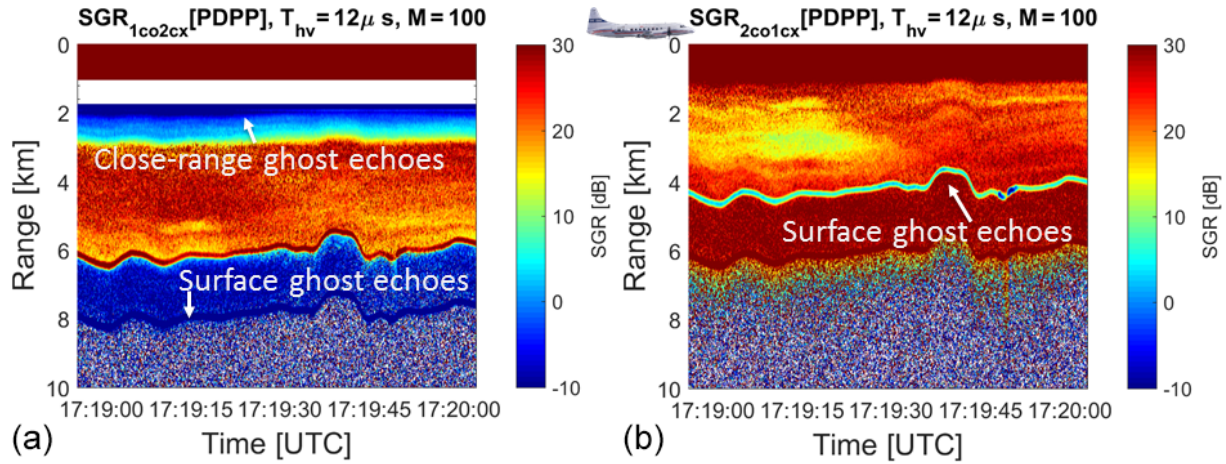 SGR1co2cx[PDPP], Thv = 12μ s, M = 100
0
2
4
6
8
10
Range [km]
Close-range ghost echoes
Surface ghost echoes
17:19:00 17:19:15 17:19:30 17:19:45 17:20:00
Time [UTC]
(a)
30
20
10
0
-10
SGR [dB]
SGR2co1cx[PDPP], Thv = 12μ s, M = 100
0
2
4
6
8
10
Range [km]
Surface ghost echoes
17:19:00 17:19:15 17:19:30 17:19:45 17:20:00
Time [UTC]
(b)
30
20
10
0
-10
SGR [dB]